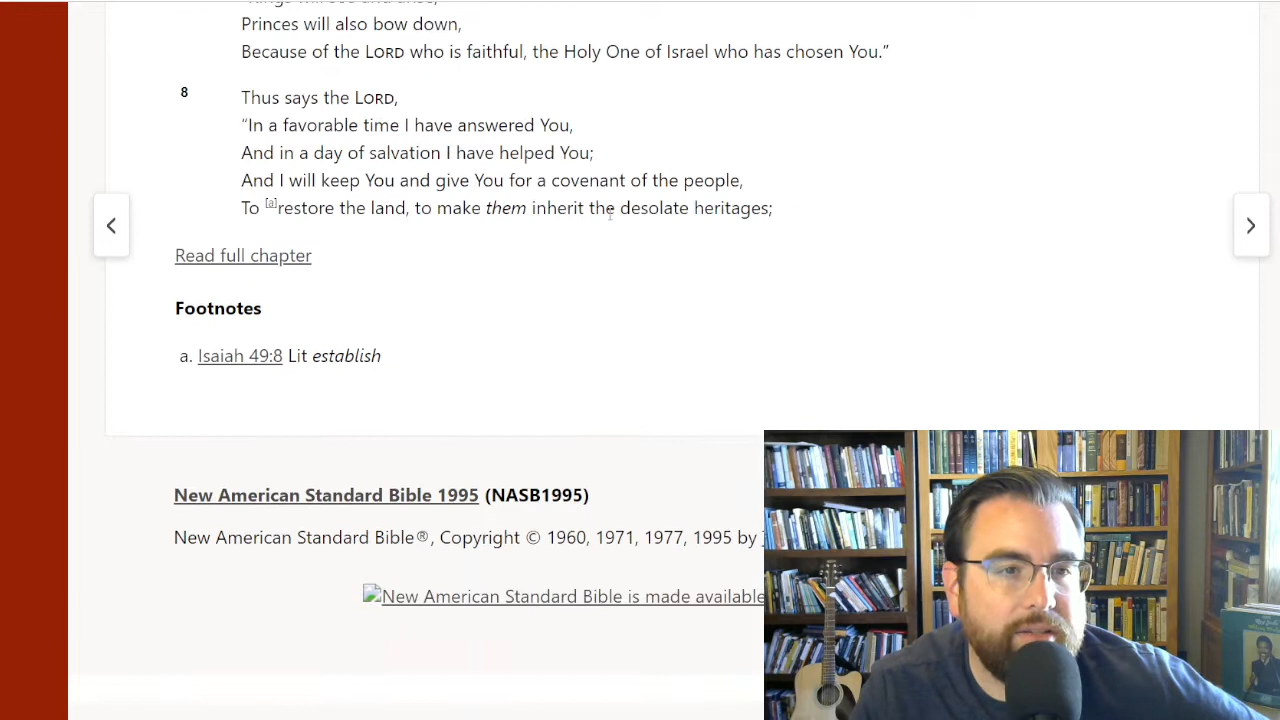 Princes will also bow down,
Because of the LORD who is faithful, the Holy One of Israel who has chosen You.”
8 Thus says the LORD,
“In a favorable time I have answered You,
And in a day of salvation I have helped You;
And I will keep You and give You for a covenant of the people,
To [a]restore the land, to make them inherit the desolate heritages;
Read full chapter
Footnotes
a. Isaiah 49:8 Lit establish
New American Standard Bible 1995 (NASB1995)
New American Standard Bible®, Copyright © 1960, 1971, 1977, 1995 by
New American Standard Bible is made available